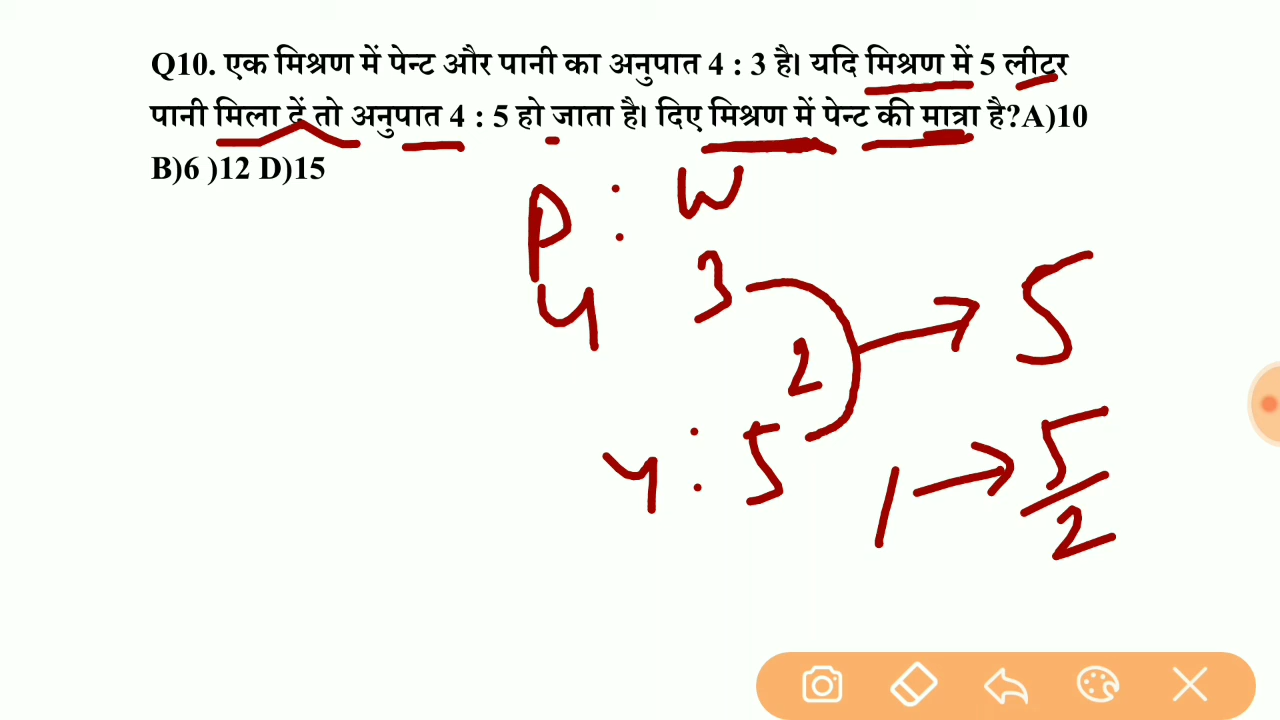 Q10. एक मिश्रण में पेन्ट और पानी का अनुपात 4 : 3 है। यदि मिश्रण में 5 लीटर
पानी मिला दें तो अनुपात 4 : 5 हो जाता है। दिए मिश्रण में पेन्ट की मात्रा है?A)10
B)6 )12 D)15
P : W
4 3
2
→ 5
4 : 5
1 → 5/2